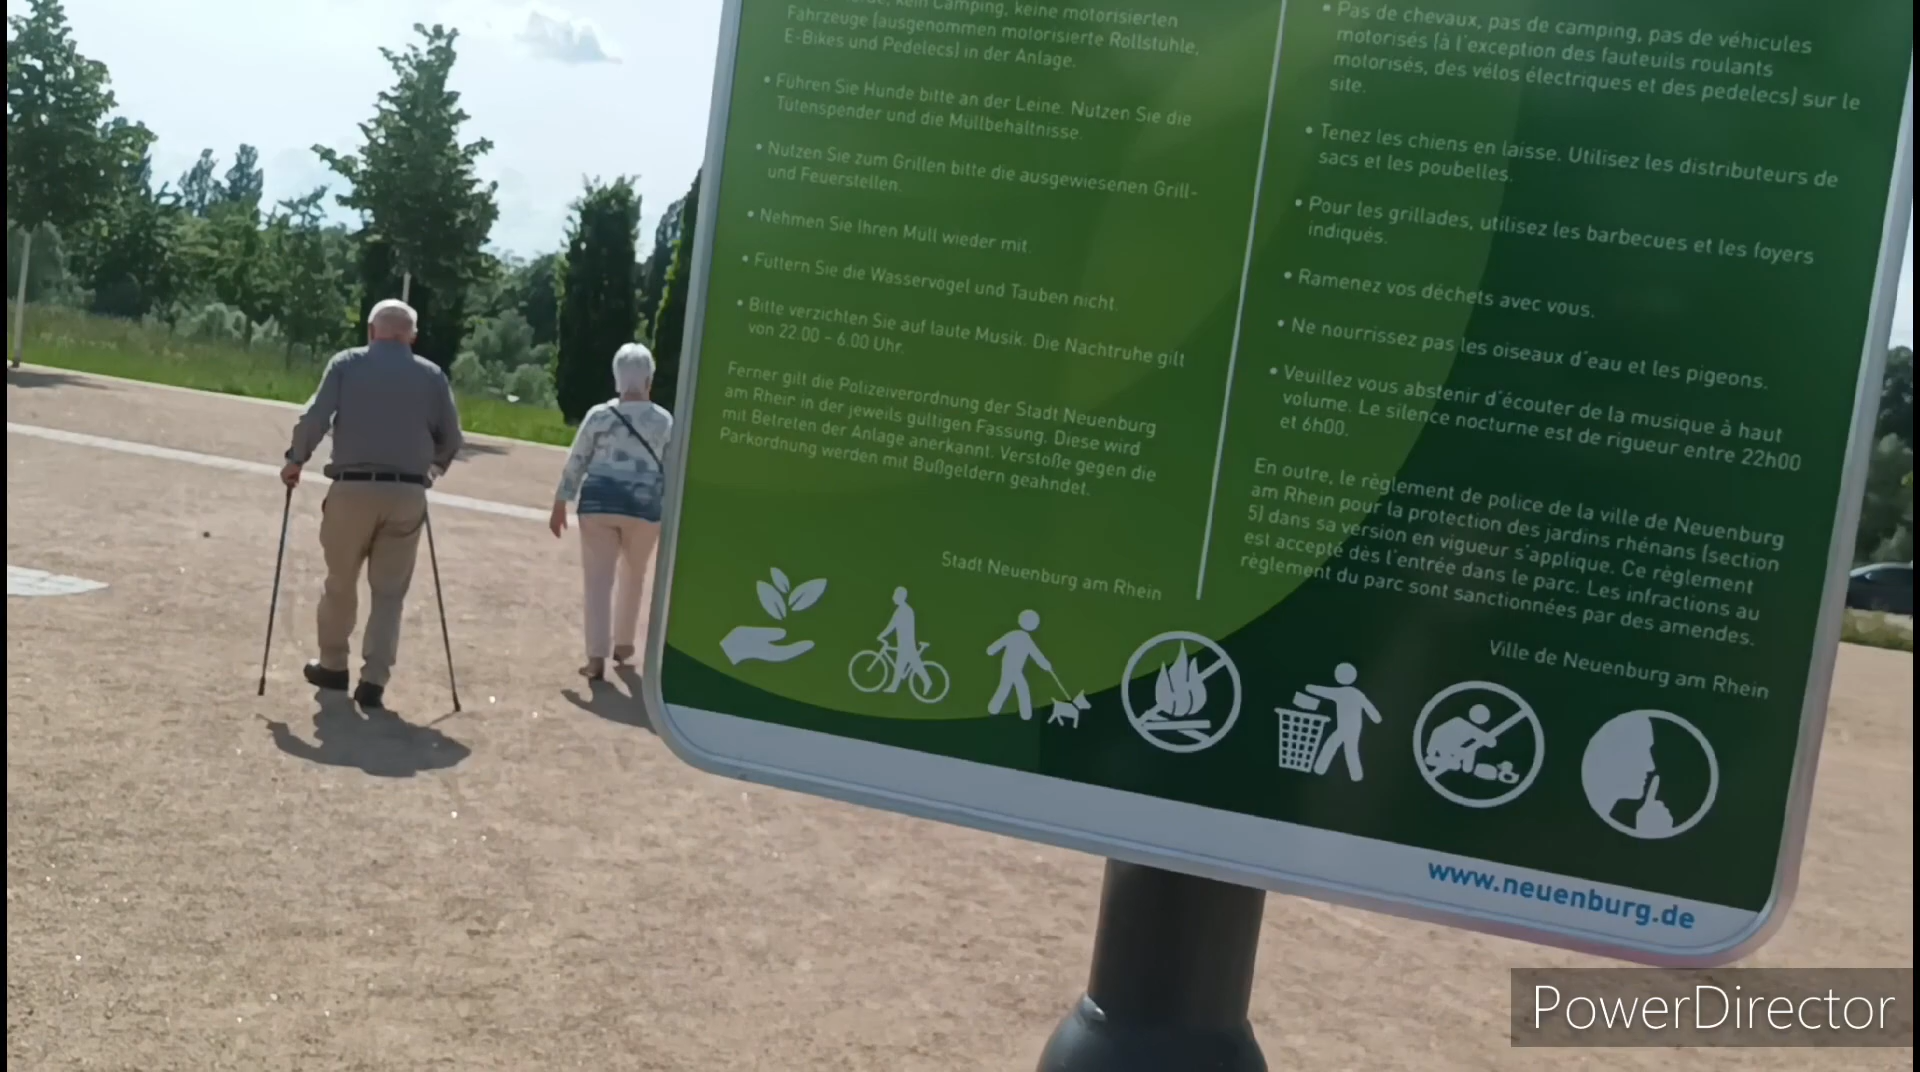 kein Camping, keine motorisierten
Fahrzeuge (ausgenommen motorisierte Rollstühle,
E-Bikes und Pedelecs) in der Anlage.
• Führen Sie Hunde bitte an der Leine. Nutzen Sie die
Tütenspender und die Müllbehältnisse.
• Nutzen Sie zum Grillen bitte die ausgewiesenen Grill-
und Feuerstellen.
• Nehmen Sie Ihren Müll wieder mit.
• Füttern Sie die Wasservögel und Tauben nicht.
• Bitte verzichten Sie auf laute Musik. Die Nachtruhe gilt
von 22.00 – 6.00 Uhr.
Ferner gilt die Polizeiverordnung der Stadt Neuenburg
am Rhein in der jeweils gültigen Fassung. Diese wird
mit Betreten der Anlage anerkannt. Verstöße gegen die
Parkordnung werden mit Bußgeldern geahndet.
Stadt Neuenburg am Rhein
• Pas de chevaux, pas de camping, pas de véhicules
motorisés (à l'exception des fauteuils roulants
motorisés, des vélos électriques et des pedelecs) sur le
site.
• Tenez les chiens en laisse. Utilisez les distributeurs de
sacs et les poubelles.
• Pour les grillades, utilisez les barbecues et les foyers
indiqués.
• Ramenez vos déchets avec vous.
• Ne nourrissez pas les oiseaux d'eau et les pigeons.
• Veuillez vous abstenir d'écouter de la musique à haut
volume. Le silence nocturne est de rigueur entre 22h00
et 6h00.
En outre, le règlement de police de la ville de Neuenburg
am Rhein pour la protection des jardins rhénans (section
5) dans sa version en vigueur s'applique. Ce règlement
est accepté dès l'entrée dans le parc. Les infractions au
règlement du parc sont sanctionnées par des amendes.
Ville de Neuenburg am Rhein
www.neuenburg.de
PowerDirector